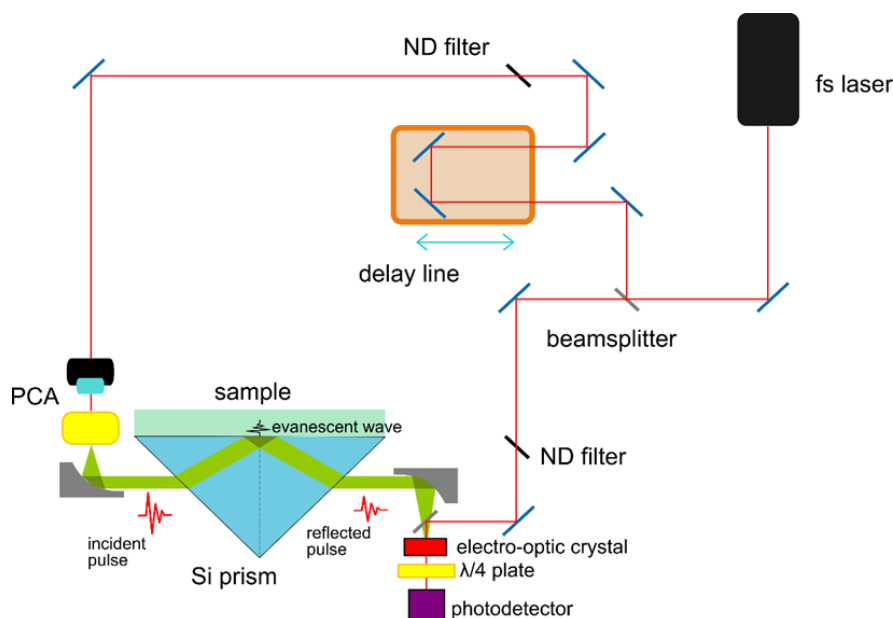 ND filter
fs laser
delay line
beamsplitter
PCA
sample
evanescent wave
ND filter
incident
pulse
reflected
pulse
Si prism
electro-optic crystal
λ/4 plate
photodetector